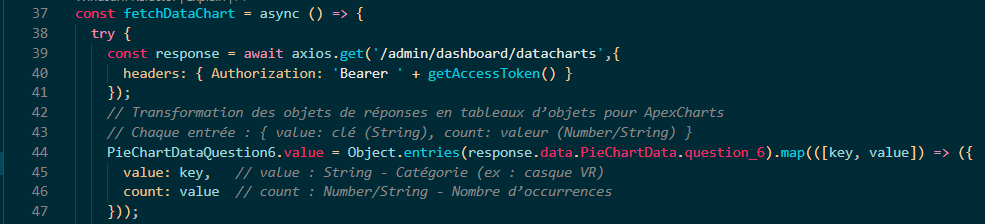 37 const fetchDataChart = async () => {
38 try {
39 const response = await axios.get('/admin/dashboard/datacharts',{
40 headers: { Authorization: 'Bearer ' + getAccessToken() }
41 });
42 // Transformation des objets de réponses en tableaux d’objets pour ApexCharts
43 // Chaque entrée : { value: clé (String), count: valeur (Number/String) }
44 PieChartDataQuestion6.value = Object.entries(response.data.PieChartData.question_6).map(([key, value]) => ({
45 value: key, // value : String - Catégorie (ex : casque VR)
46 count: value // count : Number/String - Nombre d’occurrences
47 }));